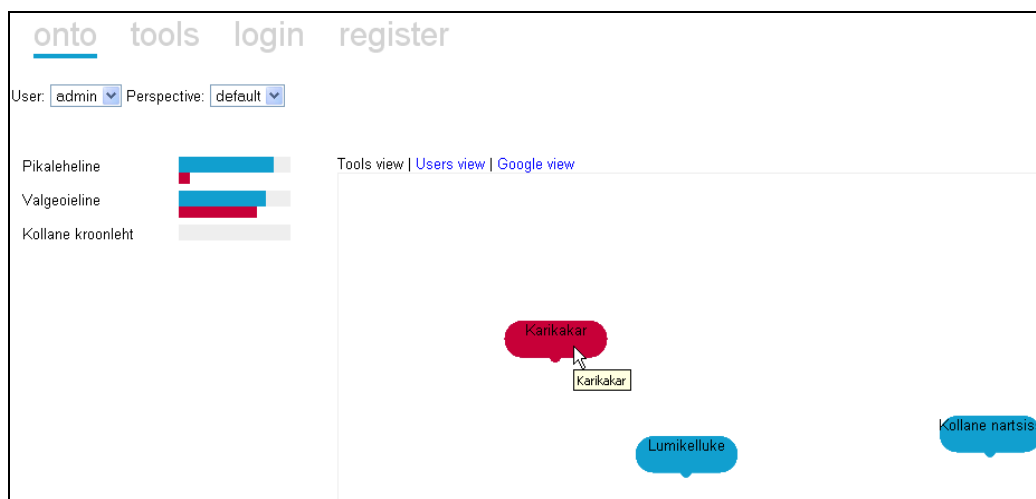 onto tools login register
User: admin Perspective: default
Tools view | Users view | Google view
Pikaleheline
Valgeoieline
Kollane kroonleht
Karikakar
Karikakar
Lumikelluke
Kollane nartsis